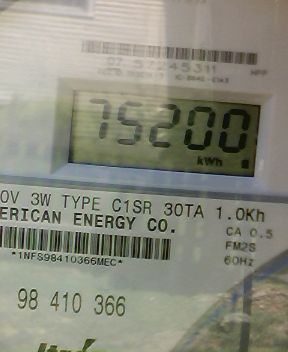 75200
kWh
0V 3W TYPE C1SR 30TA 1.0Kh
ERICAN ENERGY CO.
CA 0.5
FM2S
60Hz
*1NFS98410366MEC*
98 410 366